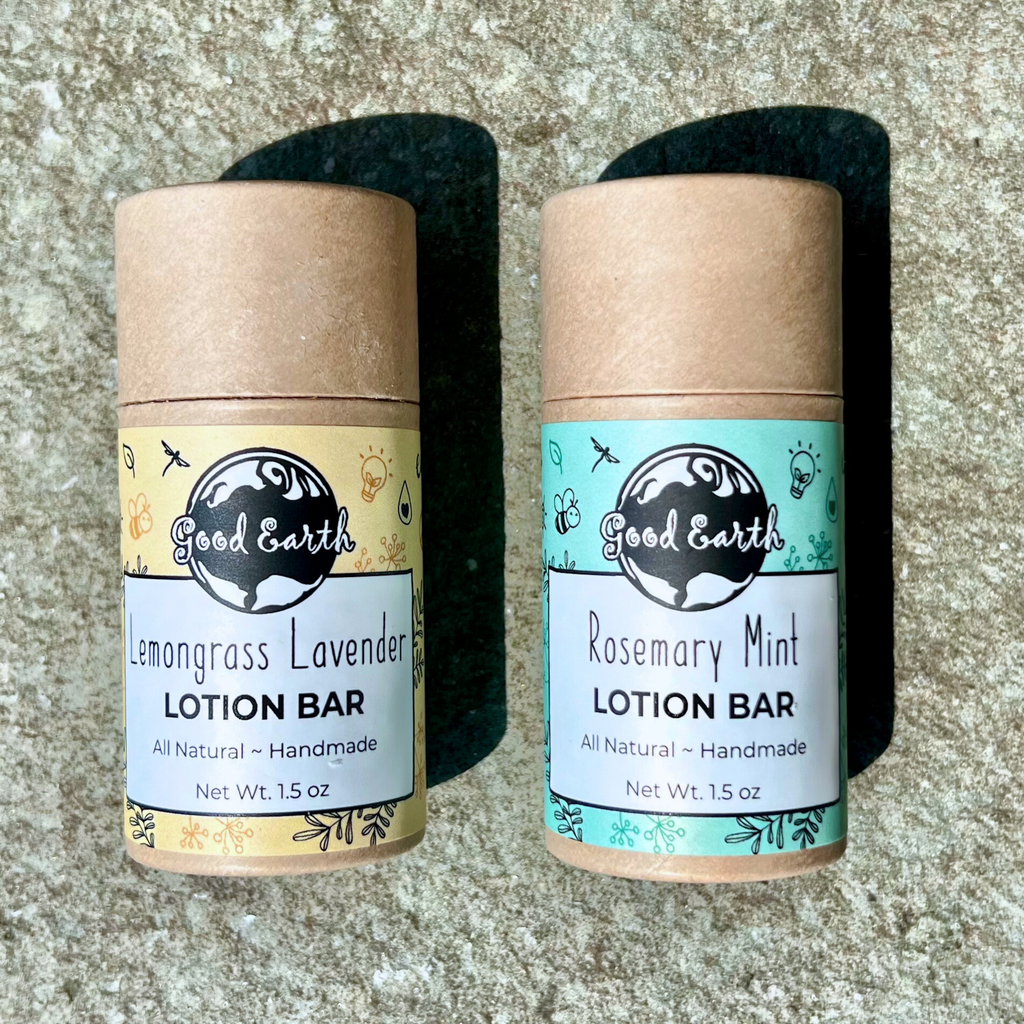 Good Earth
Lemongrass Lavender
LOTION BAR
All Natural ~ Handmade
Net Wt. 1.5 oz
Good Earth
Rosemary Mint
LOTION BAR
All Natural ~ Handmade
Net Wt. 1.5 oz